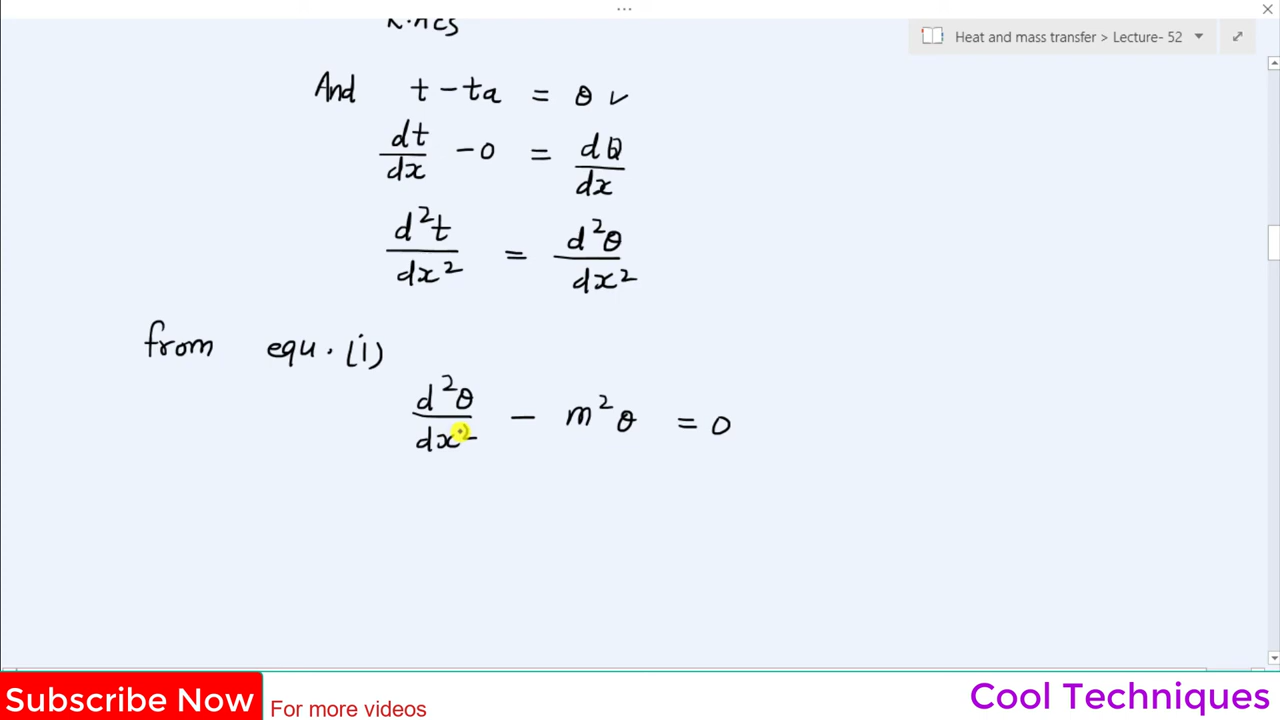 ...
Heat and mass transfer > Lecture- 52
And t - ta = θ ✓
dt/dx - 0 = dθ/dx
d²t/dx² = d²θ/dx²
from equ. (i)
d²θ/dx² - m²θ = 0
Subscribe Now For more videos
Cool Techniques